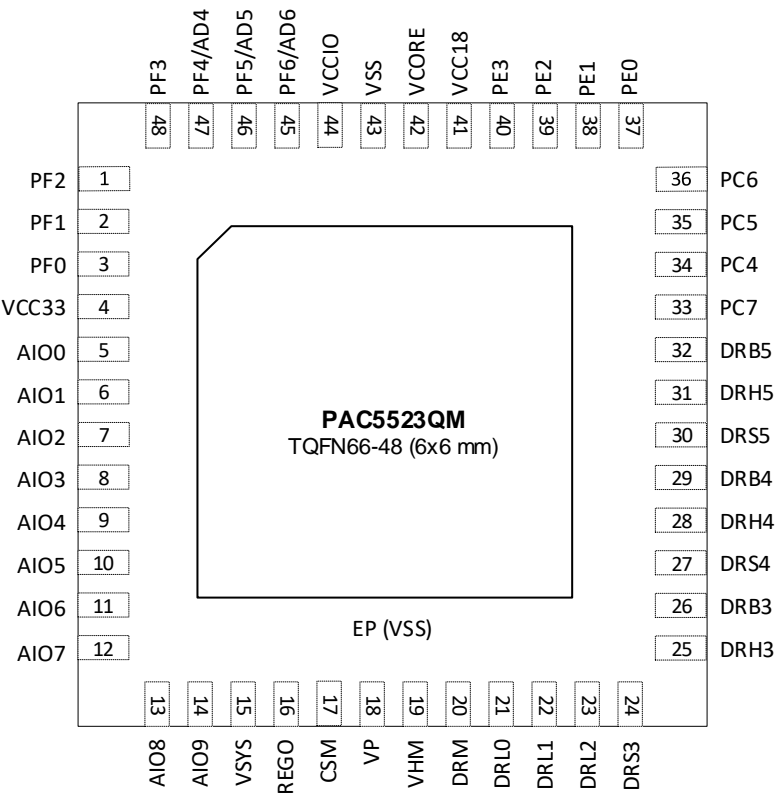 PF3
PF4/AD4
PF5/AD5
PF6/AD6
VCCIO
VSS
VCORE
VCC18
PE3
PE2
PE1
PE0
48
47
46
45
44
43
42
41
40
39
38
37
PF2 1
PF1 2
PF0 3
VCC33 4
AIO0 5
AIO1 6
AIO2 7
AIO3 8
AIO4 9
AIO5 10
AIO6 11
AIO7 12
36 PC6
35 PC5
34 PC4
33 PC7
32 DRB5
31 DRH5
30 DRS5
29 DRB4
28 DRH4
27 DRS4
26 DRB3
25 DRH3
PAC5523QM
TQFN66-48 (6x6 mm)
EP (VSS)
13
14
15
16
17
18
19
20
21
22
23
24
AIO8
AIO9
VSYS
REGO
CSM
VP
VHM
DRM
DRL0
DRL1
DRL2
DRS3